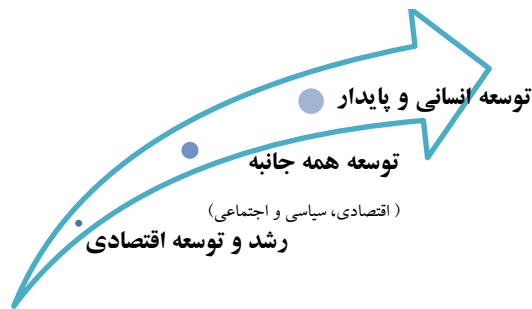 توسعه انسانی و پایدار
توسعه همه جانبه
( اقتصادی، سیاسی و اجتماعی)
رشد و توسعه اقتصادی